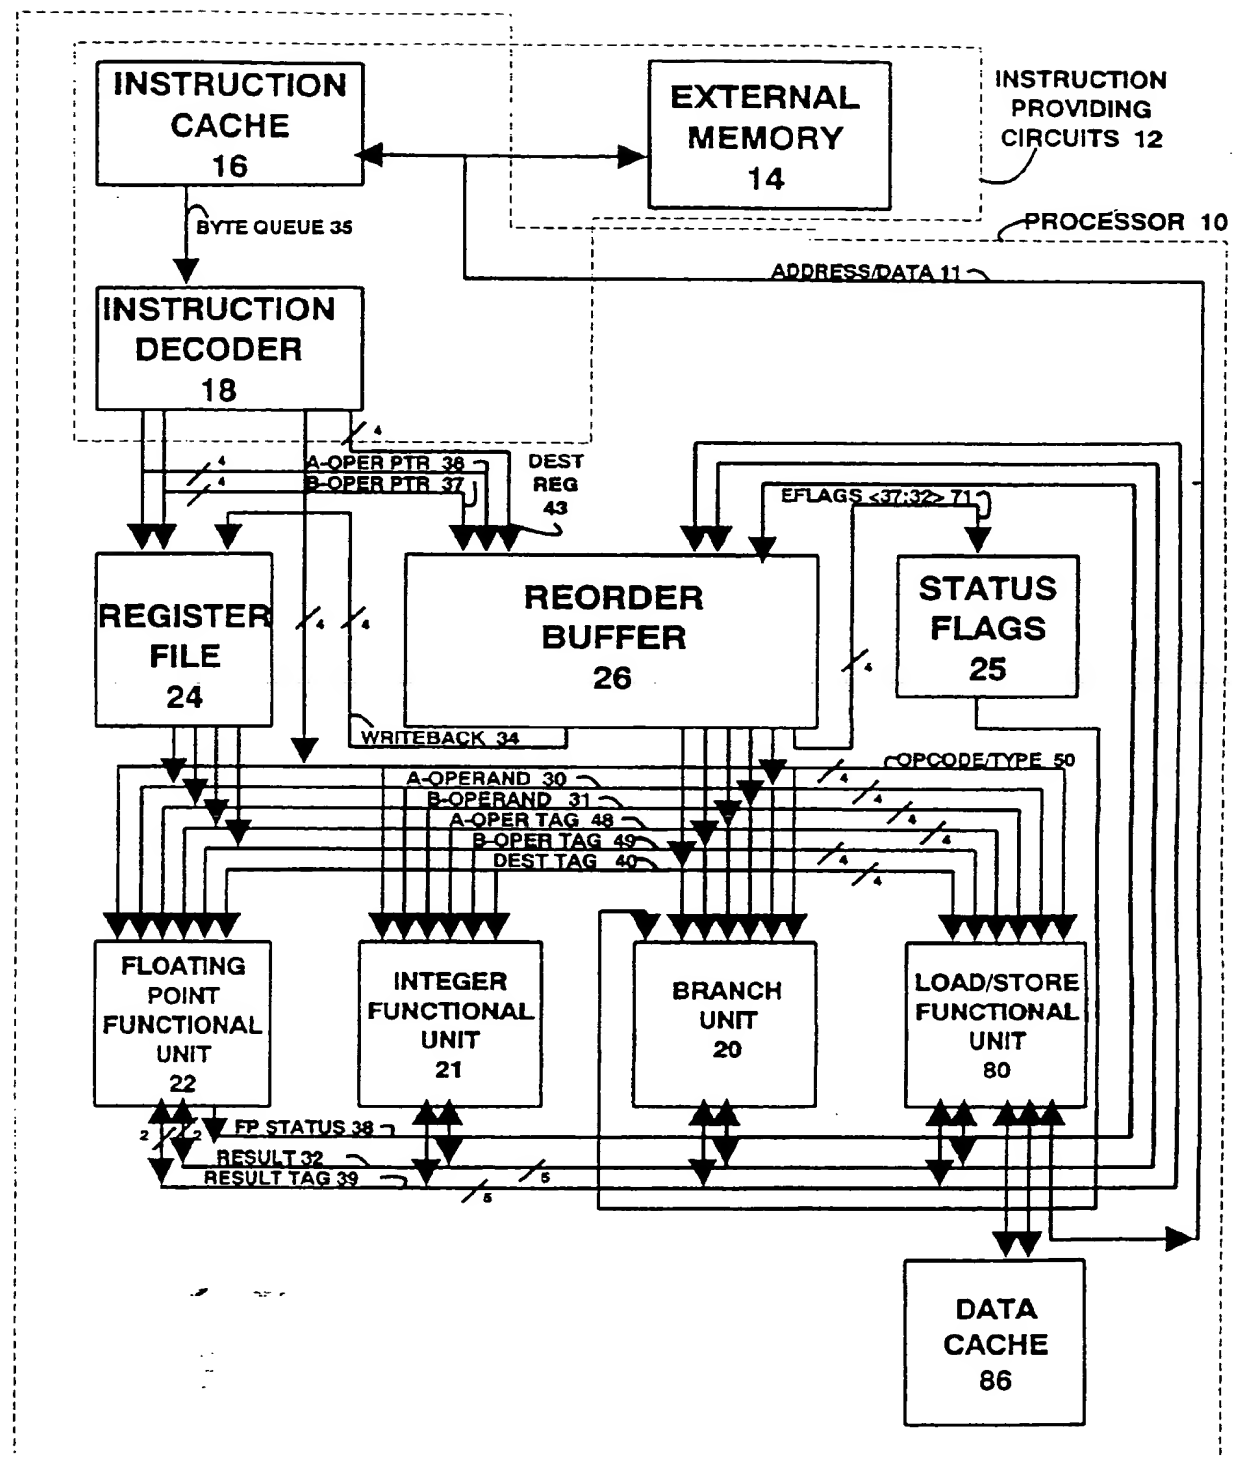 INSTRUCTION
CACHE
16
EXTERNAL
MEMORY
14
INSTRUCTION
PROVIDING
CIRCUITS 12
BYTE QUEUE 35
PROCESSOR 10
ADDRESS/DATA 11
INSTRUCTION
DECODER
18
4
A-OPER PTR 36
4
B-OPER PTR 37
4
DEST
REG
43
EFLAGS <37:32> 71
REGISTER
FILE
24
4
4
REORDER
BUFFER
26
4
STATUS
FLAGS
25
WRITEBACK 34
OPCODE/TYPE 50
4
A-OPERAND 30
4
B-OPERAND 31
4
A-OPER TAG 48
4
B-OPER TAG 49
4
DEST TAG 40
4
FLOATING
POINT
FUNCTIONAL
UNIT
22
INTEGER
FUNCTIONAL
UNIT
21
BRANCH
UNIT
20
LOAD/STORE
FUNCTIONAL
UNIT
80
2
2
FP STATUS 38
RESULT 32
5
RESULT TAG 39
5
DATA
CACHE
86